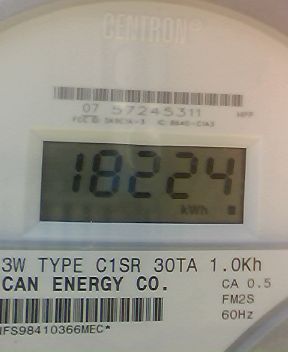 CENTRON®
07 57245311
18224
kWh
3W TYPE C1SR 30TA 1.0Kh
CAN ENERGY CO. CA 0.5
FM2S
NFS98410366MEC* 60Hz